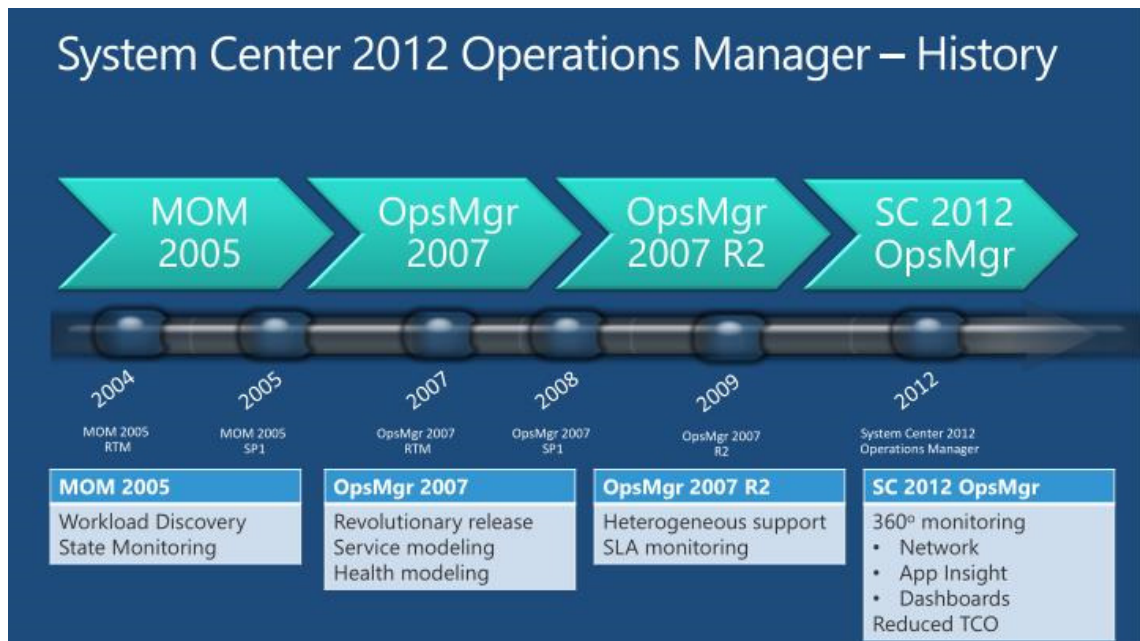 System Center 2012 Operations Manager – History
MOM
2005
OpsMgr
2007
OpsMgr
2007 R2
SC 2012
OpsMgr
2004
2005
2007
2008
2009
2012
MOM 2005
RTM
MOM 2005
SP1
OpsMgr 2007
RTM
OpsMgr 2007
SP1
OpsMgr 2007
R2
System Center 2012
Operations Manager
MOM 2005
Workload Discovery
State Monitoring
OpsMgr 2007
Revolutionary release
Service modeling
Health modeling
OpsMgr 2007 R2
Heterogeneous support
SLA monitoring
SC 2012 OpsMgr
360º monitoring
• Network
• App Insight
• Dashboards
Reduced TCO